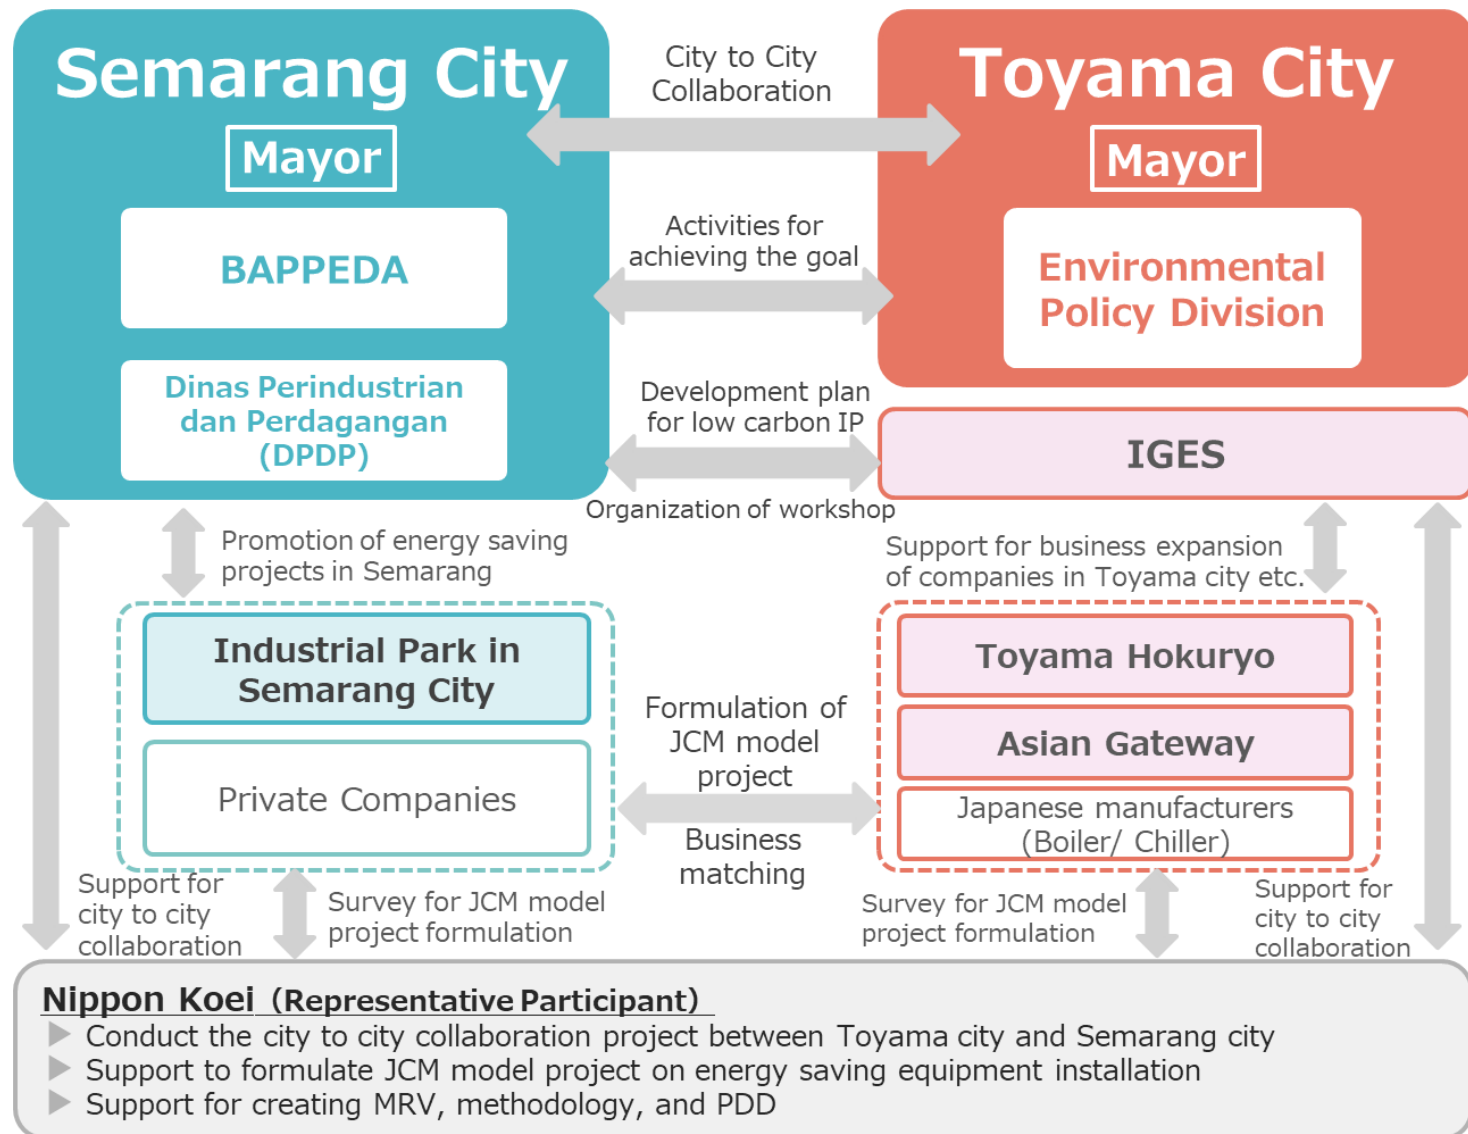 Semarang City
Mayor
BAPPEDA
Dinas Perindustrian
dan Perdagangan
(DPDP)
City to City
Collaboration
Activities for
achieving the goal
Development plan
for low carbon IP
Organization of workshop
Toyama City
Mayor
Environmental
Policy Division
IGES
Promotion of energy saving
projects in Semarang
Support for business expansion
of companies in Toyama city etc.
Industrial Park in
Semarang City
Private Companies
Formulation of
JCM model
project
Business
matching
Toyama Hokuryo
Asian Gateway
Japanese manufacturers
(Boiler/ Chiller)
Support for
city to city
collaboration
Survey for JCM model
project formulation
Survey for JCM model
project formulation
Support for
city to city
collaboration
Nippon Koei (Representative Participant)
▶ Conduct the city to city collaboration project between Toyama city and Semarang city
▶ Support to formulate JCM model project on energy saving equipment installation
▶ Support for creating MRV, methodology, and PDD